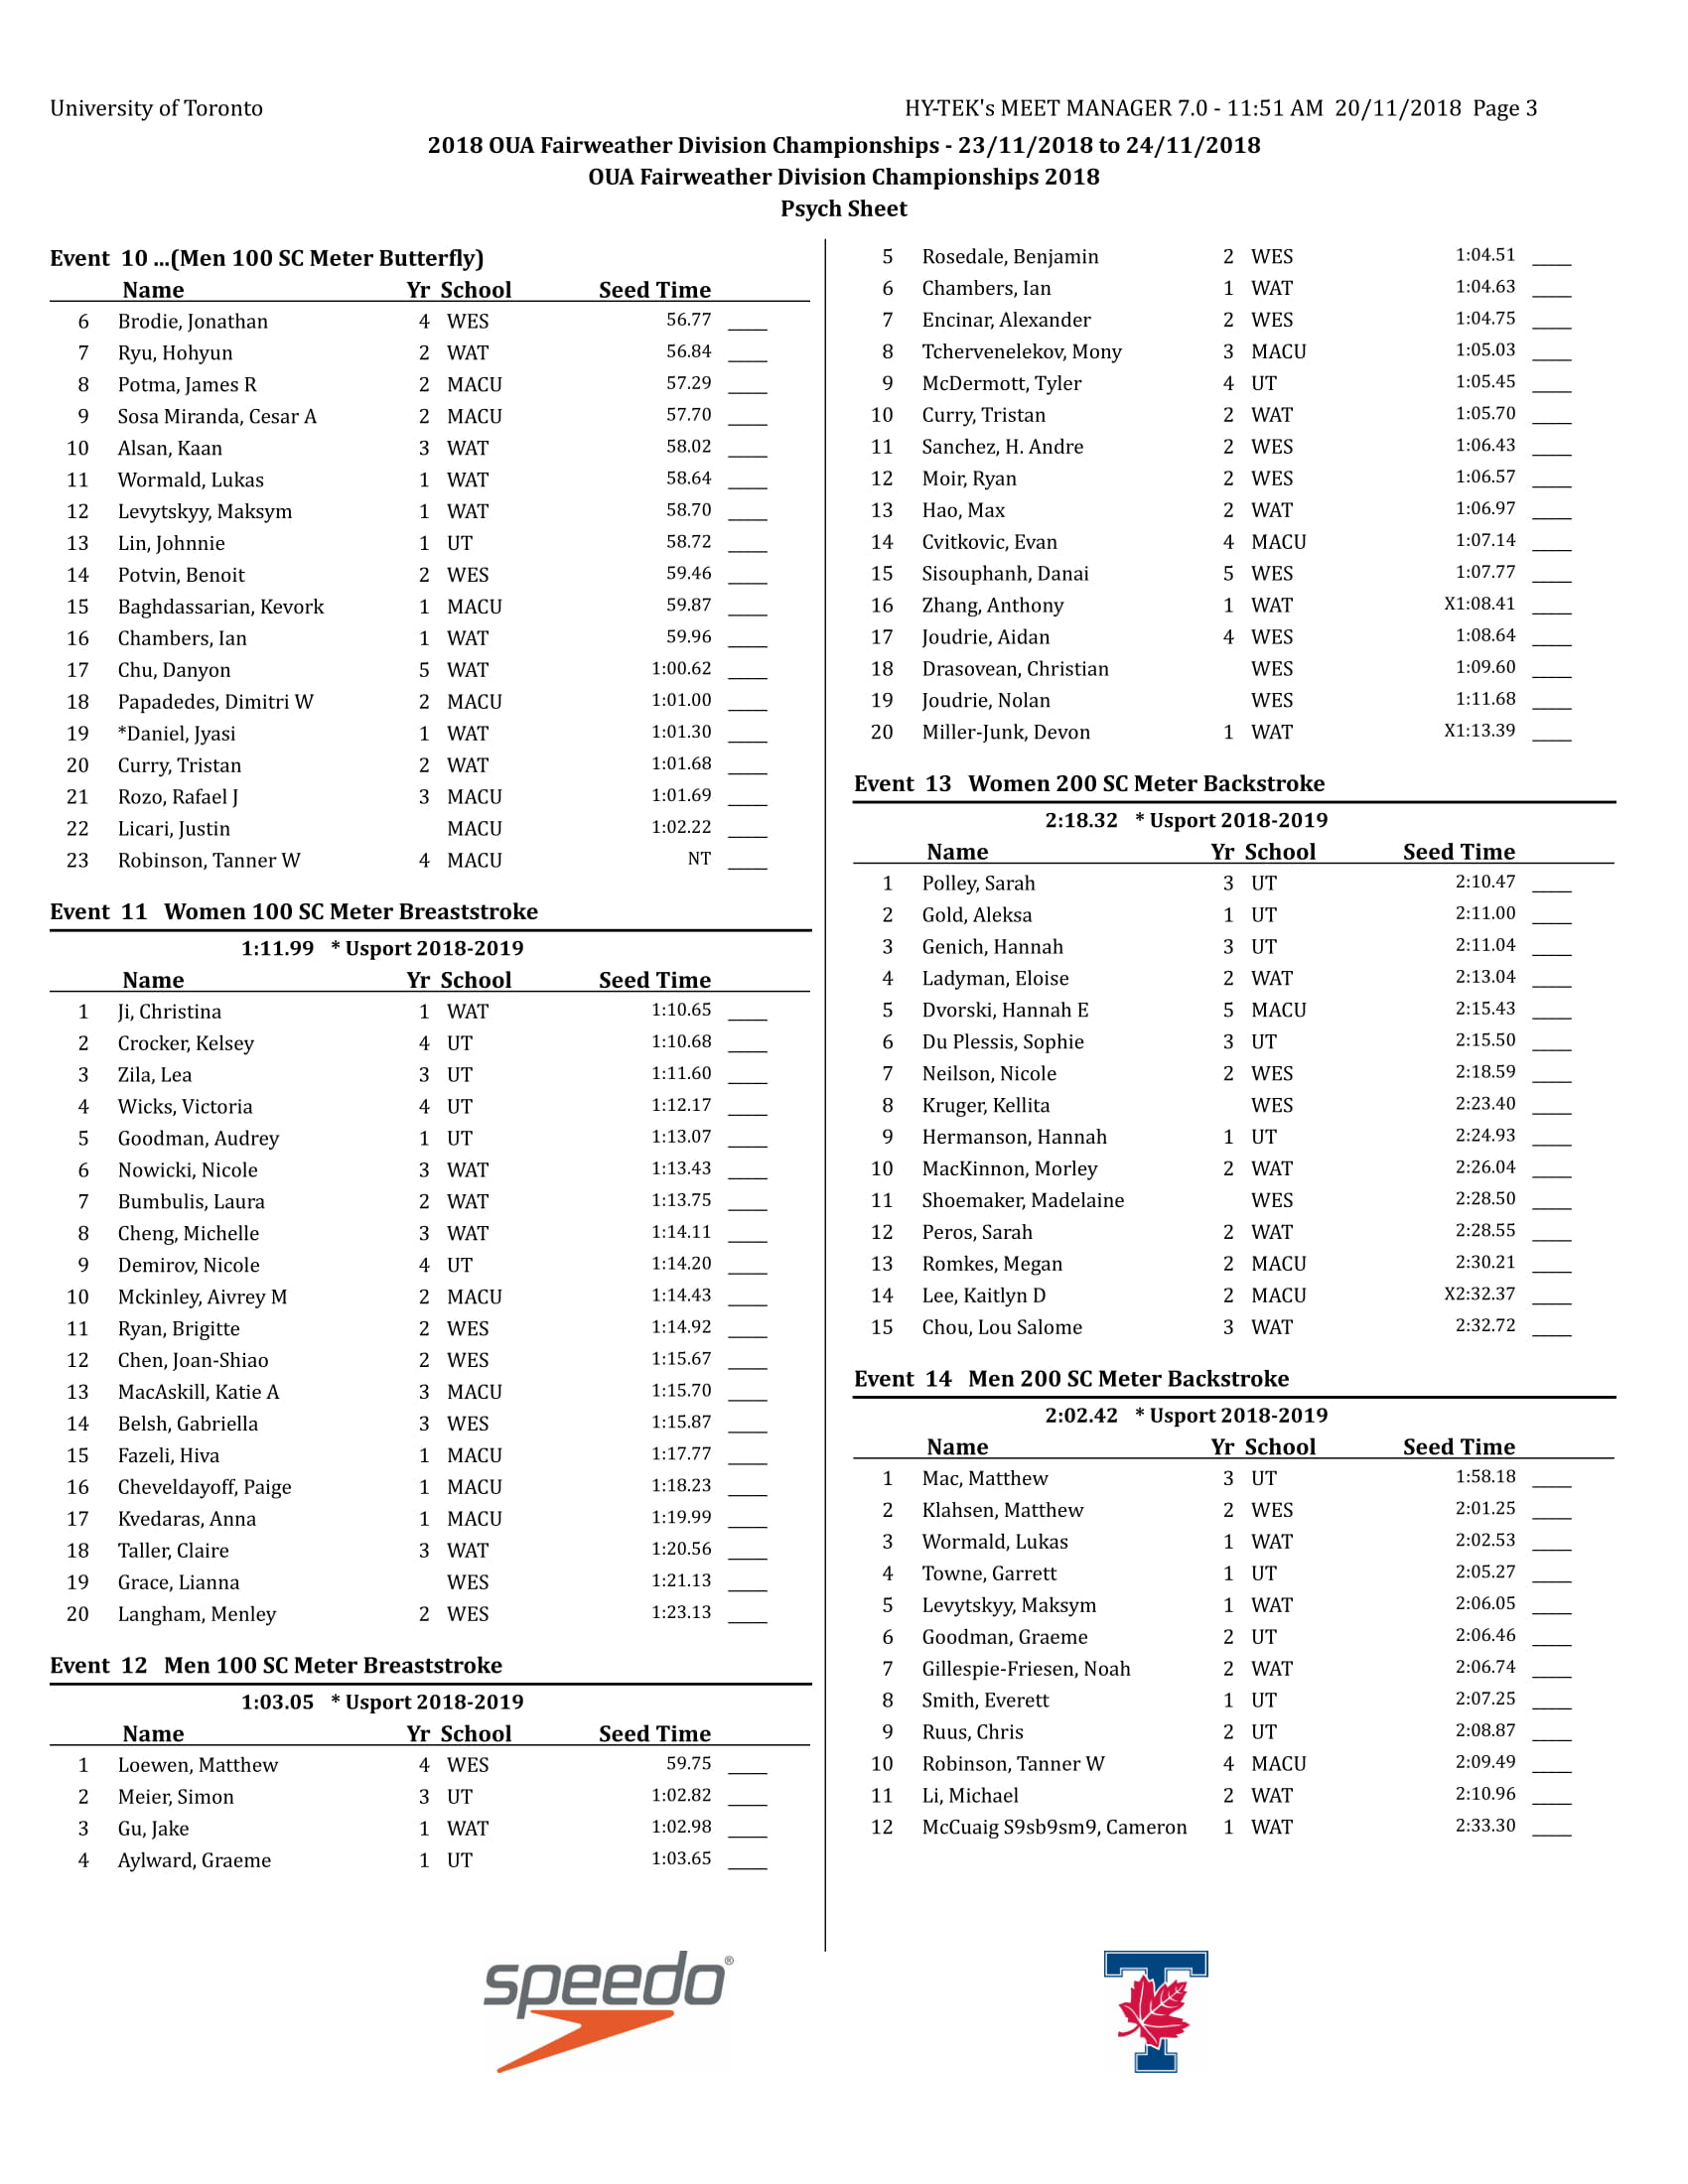 University of Toronto
HY-TEK's MEET MANAGER 7.0 - 11:51 AM 20/11/2018 Page 3
2018 OUA Fairweather Division Championships - 23/11/2018 to 24/11/2018
OUA Fairweather Division Championships 2018
Psych Sheet
Event 10 ...(Men 100 SC Meter Butterfly)
Name Yr School Seed Time
6 Brodie, Jonathan 4 WES 56.77 ____
7 Ryu, Hohyun 2 WAT 56.84 ____
8 Potma, James R 2 MACU 57.29 ____
9 Sosa Miranda, Cesar A 2 MACU 57.70 ____
10 Alsan, Kaan 3 WAT 58.02 ____
11 Wormald, Lukas 1 WAT 58.64 ____
12 Levytskyy, Maksym 1 WAT 58.70 ____
13 Lin, Johnnie 1 UT 58.72 ____
14 Potvin, Benoit 2 WES 59.46 ____
15 Baghdassarian, Kevork 1 MACU 59.87 ____
16 Chambers, Ian 1 WAT 59.96 ____
17 Chu, Danyon 5 WAT 1:00.62 ____
18 Papadedes, Dimitri W 2 MACU 1:01.00 ____
19 *Daniel, Jyasi 1 WAT 1:01.30 ____
20 Curry, Tristan 2 WAT 1:01.68 ____
21 Rozo, Rafael J 3 MACU 1:01.69 ____
22 Licari, Justin MACU 1:02.22 ____
23 Robinson, Tanner W 4 MACU NT ____
Event 11 Women 100 SC Meter Breaststroke
1:11.99 * Usport 2018-2019
Name Yr School Seed Time
1 Ji, Christina 1 WAT 1:10.65 ____
2 Crocker, Kelsey 4 UT 1:10.68 ____
3 Zila, Lea 3 UT 1:11.60 ____
4 Wicks, Victoria 4 UT 1:12.17 ____
5 Goodman, Audrey 1 UT 1:13.07 ____
6 Nowicki, Nicole 3 WAT 1:13.43 ____
7 Bumbulis, Laura 2 WAT 1:13.75 ____
8 Cheng, Michelle 3 WAT 1:14.11 ____
9 Demirov, Nicole 4 UT 1:14.20 ____
10 Mckinley, Aivrey M 2 MACU 1:14.43 ____
11 Ryan, Brigitte 2 WES 1:14.92 ____
12 Chen, Joan-Shiao 2 WES 1:15.67 ____
13 MacAskill, Katie A 3 MACU 1:15.70 ____
14 Belsh, Gabriella 3 WES 1:15.87 ____
15 Fazeli, Hiva 1 MACU 1:17.77 ____
16 Cheveldayoff, Paige 1 MACU 1:18.23 ____
17 Kvedaras, Anna 1 MACU 1:19.99 ____
18 Taller, Claire 3 WAT 1:20.56 ____
19 Grace, Lianna WES 1:21.13 ____
20 Langham, Menley 2 WES 1:23.13 ____
Event 12 Men 100 SC Meter Breaststroke
1:03.05 * Usport 2018-2019
Name Yr School Seed Time
1 Loewen, Matthew 4 WES 59.75 ____
2 Meier, Simon 3 UT 1:02.82 ____
3 Gu, Jake 1 WAT 1:02.98 ____
4 Aylward, Graeme 1 UT 1:03.65 ____
5 Rosedale, Benjamin 2 WES 1:04.51 ____
6 Chambers, Ian 1 WAT 1:04.63 ____
7 Encinar, Alexander 2 WES 1:04.75 ____
8 Tchervenelekov, Mony 3 MACU 1:05.03 ____
9 McDermott, Tyler 4 UT 1:05.45 ____
10 Curry, Tristan 2 WAT 1:05.70 ____
11 Sanchez, H. Andre 2 WES 1:06.43 ____
12 Moir, Ryan 2 WES 1:06.57 ____
13 Hao, Max 2 WAT 1:06.97 ____
14 Cvitkovic, Evan 4 MACU 1:07.14 ____
15 Sisouphanh, Danai 5 WES 1:07.77 ____
16 Zhang, Anthony 1 WAT X1:08.41 ____
17 Joudrie, Aidan 4 WES 1:08.64 ____
18 Drasovean, Christian WES 1:09.60 ____
19 Joudrie, Nolan WES 1:11.68 ____
20 Miller-Junk, Devon 1 WAT X1:13.39 ____
Event 13 Women 200 SC Meter Backstroke
2:18.32 * Usport 2018-2019
Name Yr School Seed Time
1 Polley, Sarah 3 UT 2:10.47 ____
2 Gold, Aleksa 1 UT 2:11.00 ____
3 Genich, Hannah 3 UT 2:11.04 ____
4 Ladyman, Eloise 2 WAT 2:13.04 ____
5 Dvorski, Hannah E 5 MACU 2:15.43 ____
6 Du Plessis, Sophie 3 UT 2:15.50 ____
7 Neilson, Nicole 2 WES 2:18.59 ____
8 Kruger, Kellita WES 2:23.40 ____
9 Hermanson, Hannah 1 UT 2:24.93 ____
10 MacKinnon, Morley 2 WAT 2:26.04 ____
11 Shoemaker, Madelaine WES 2:28.50 ____
12 Peros, Sarah 2 WAT 2:28.55 ____
13 Romkes, Megan 2 MACU 2:30.21 ____
14 Lee, Kaitlyn D 2 MACU X2:32.37 ____
15 Chou, Lou Salome 3 WAT 2:32.72 ____
Event 14 Men 200 SC Meter Backstroke
2:02.42 * Usport 2018-2019
Name Yr School Seed Time
1 Mac, Matthew 3 UT 1:58.18 ____
2 Klahsen, Matthew 2 WES 2:01.25 ____
3 Wormald, Lukas 1 WAT 2:02.53 ____
4 Towne, Garrett 1 UT 2:05.27 ____
5 Levytskyy, Maksym 1 WAT 2:06.05 ____
6 Goodman, Graeme 2 UT 2:06.46 ____
7 Gillespie-Friesen, Noah 2 WAT 2:06.74 ____
8 Smith, Everett 1 UT 2:07.25 ____
9 Ruus, Chris 2 UT 2:08.87 ____
10 Robinson, Tanner W 4 MACU 2:09.49 ____
11 Li, Michael 2 WAT 2:10.96 ____
12 McCuaig S9sb9sm9, Cameron 1 WAT 2:33.30 ____
speedo®
T